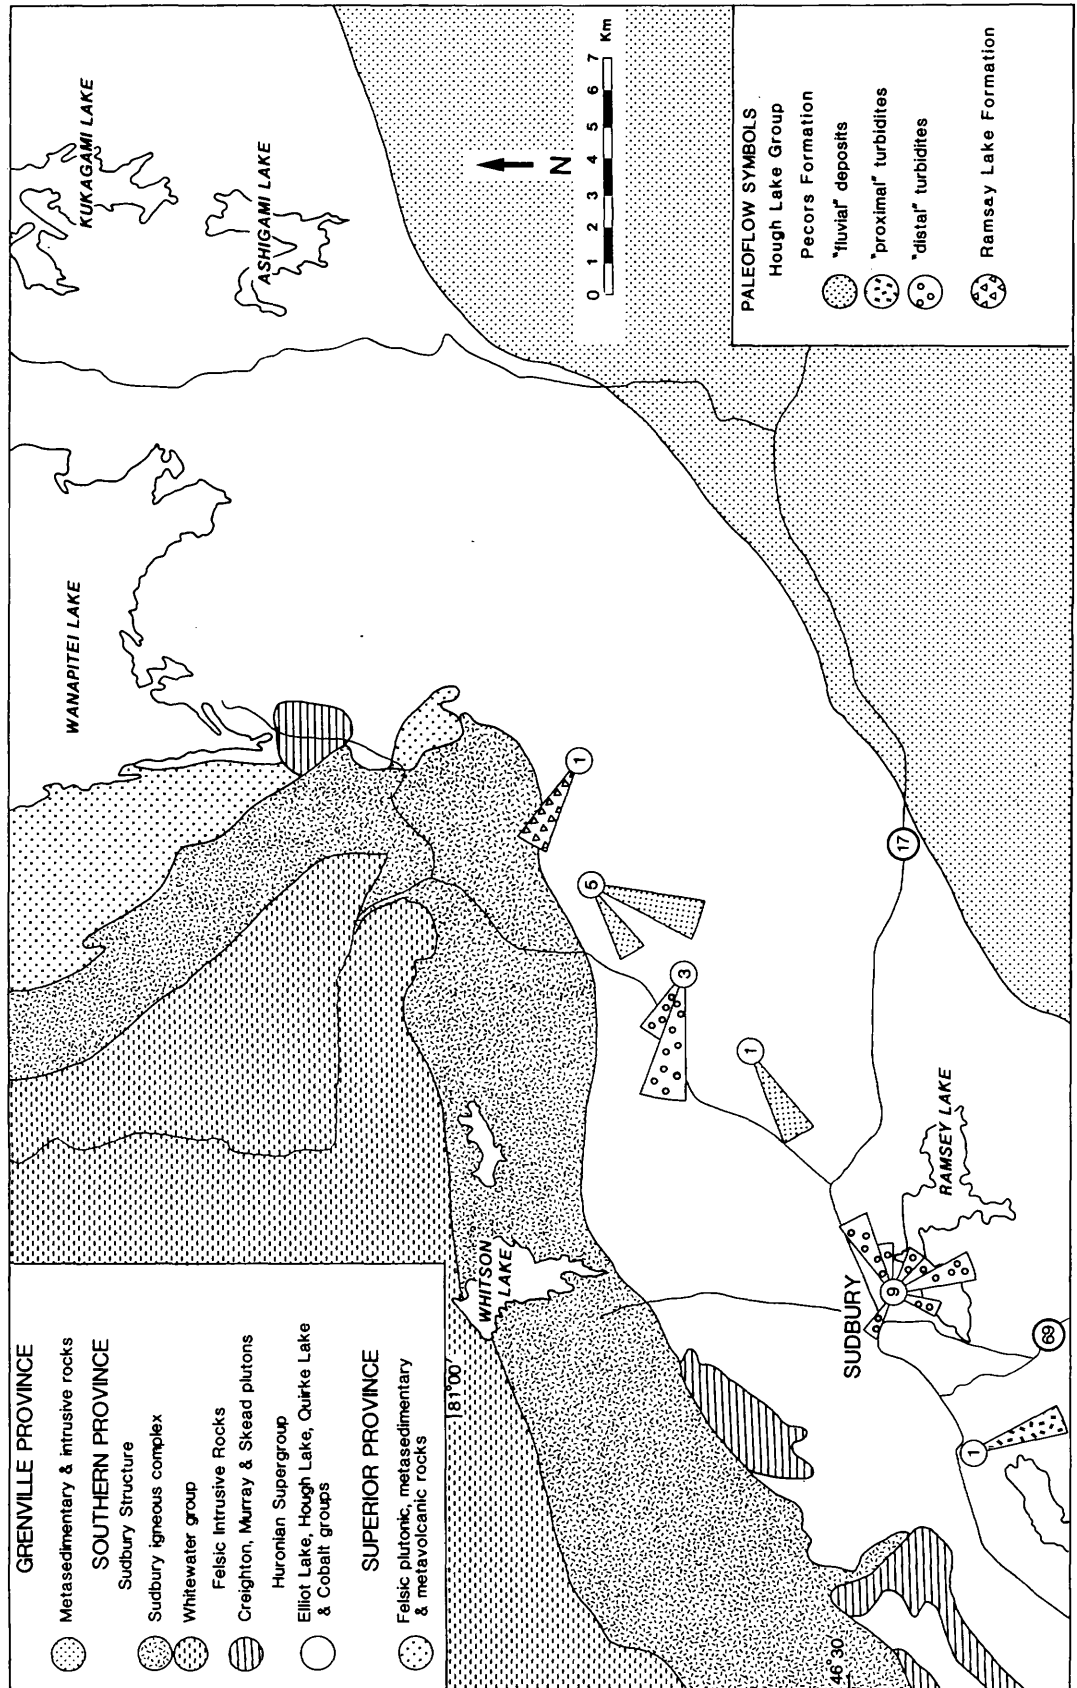 GRENVILLE PROVINCE
Metasedimentary & intrusive rocks
SOUTHERN PROVINCE
Sudbury Structure
Sudbury igneous complex
Whitewater group
Felsic Intrusive Rocks
Creighton, Murray & Skead plutons
Huronian Supergroup
Elliot Lake, Hough Lake, Quirke Lake
& Cobalt groups
SUPERIOR PROVINCE
Felsic plutonic, metasedimentary
& metavolcanic rocks
81°00'
46°30'
WHITSON
LAKE
WANAPITEI LAKE
KUKAGAMI LAKE
ASHIGAMI LAKE
N
0 1 2 3 4 5 6 7
Km
1
5
3
1
SUDBURY
9
RAMSEY LAKE
17
69
1
PALEOFLOW SYMBOLS
Hough Lake Group
Pecors Formation
"fluvial" deposits
"proximal" turbidites
"distal" turbidites
Ramsay Lake Formation